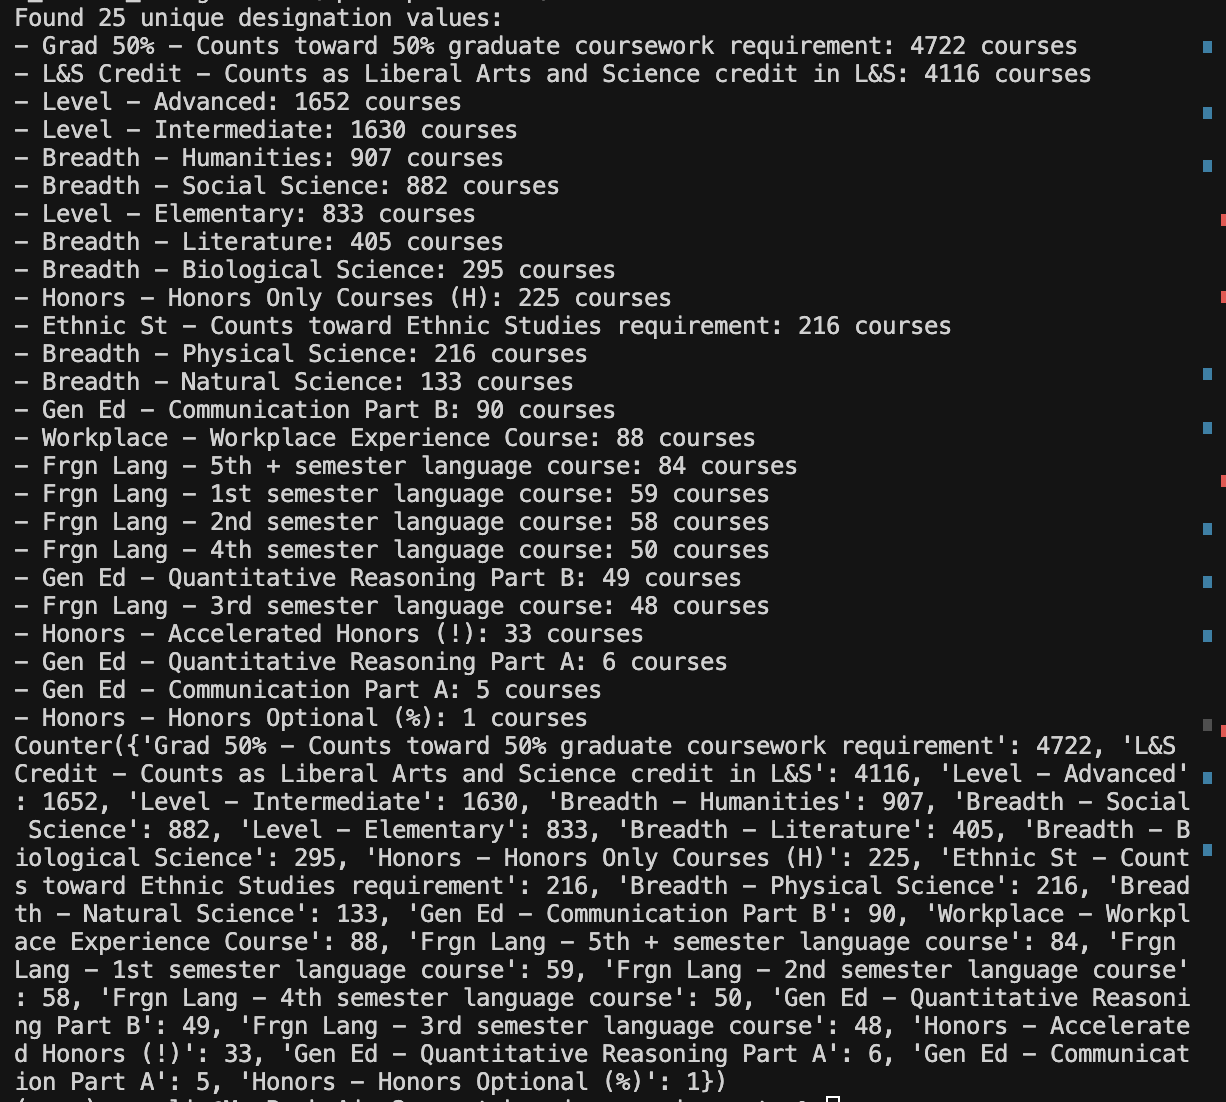 Found 25 unique designation values:
- Grad 50% - Counts toward 50% graduate coursework requirement: 4722 courses
- L&S Credit - Counts as Liberal Arts and Science credit in L&S: 4116 courses
- Level - Advanced: 1652 courses
- Level - Intermediate: 1630 courses
- Breadth - Humanities: 907 courses
- Breadth - Social Science: 882 courses
- Level - Elementary: 833 courses
- Breadth - Literature: 405 courses
- Breadth - Biological Science: 295 courses
- Honors - Honors Only Courses (H): 225 courses
- Ethnic St - Counts toward Ethnic Studies requirement: 216 courses
- Breadth - Physical Science: 216 courses
- Breadth - Natural Science: 133 courses
- Gen Ed - Communication Part B: 90 courses
- Workplace - Workplace Experience Course: 88 courses
- Frgn Lang - 5th + semester language course: 84 courses
- Frgn Lang - 1st semester language course: 59 courses
- Frgn Lang - 2nd semester language course: 58 courses
- Frgn Lang - 4th semester language course: 50 courses
- Gen Ed - Quantitative Reasoning Part B: 49 courses
- Frgn Lang - 3rd semester language course: 48 courses
- Honors - Accelerated Honors (!): 33 courses
- Gen Ed - Quantitative Reasoning Part A: 6 courses
- Gen Ed - Communication Part A: 5 courses
- Honors - Honors Optional (%): 1 courses
Counter({'Grad 50% - Counts toward 50% graduate coursework requirement': 4722, 'L&S
Credit - Counts as Liberal Arts and Science credit in L&S': 4116, 'Level - Advanced'
: 1652, 'Level - Intermediate': 1630, 'Breadth - Humanities': 907, 'Breadth - Social
 Science': 882, 'Level - Elementary': 833, 'Breadth - Literature': 405, 'Breadth - B
iological Science': 295, 'Honors - Honors Only Courses (H)': 225, 'Ethnic St - Count
s toward Ethnic Studies requirement': 216, 'Breadth - Physical Science': 216, 'Bread
th - Natural Science': 133, 'Gen Ed - Communication Part B': 90, 'Workplace - Workpl
ace Experience Course': 88, 'Frgn Lang - 5th + semester language course': 84, 'Frgn
Lang - 1st semester language course': 59, 'Frgn Lang - 2nd semester language course'
: 58, 'Frgn Lang - 4th semester language course': 50, 'Gen Ed - Quantitative Reasoni
ng Part B': 49, 'Frgn Lang - 3rd semester language course': 48, 'Honors - Accelerate
d Honors (!)': 33, 'Gen Ed - Quantitative Reasoning Part A': 6, 'Gen Ed - Communicat
ion Part A': 5, 'Honors - Honors Optional (%)': 1})